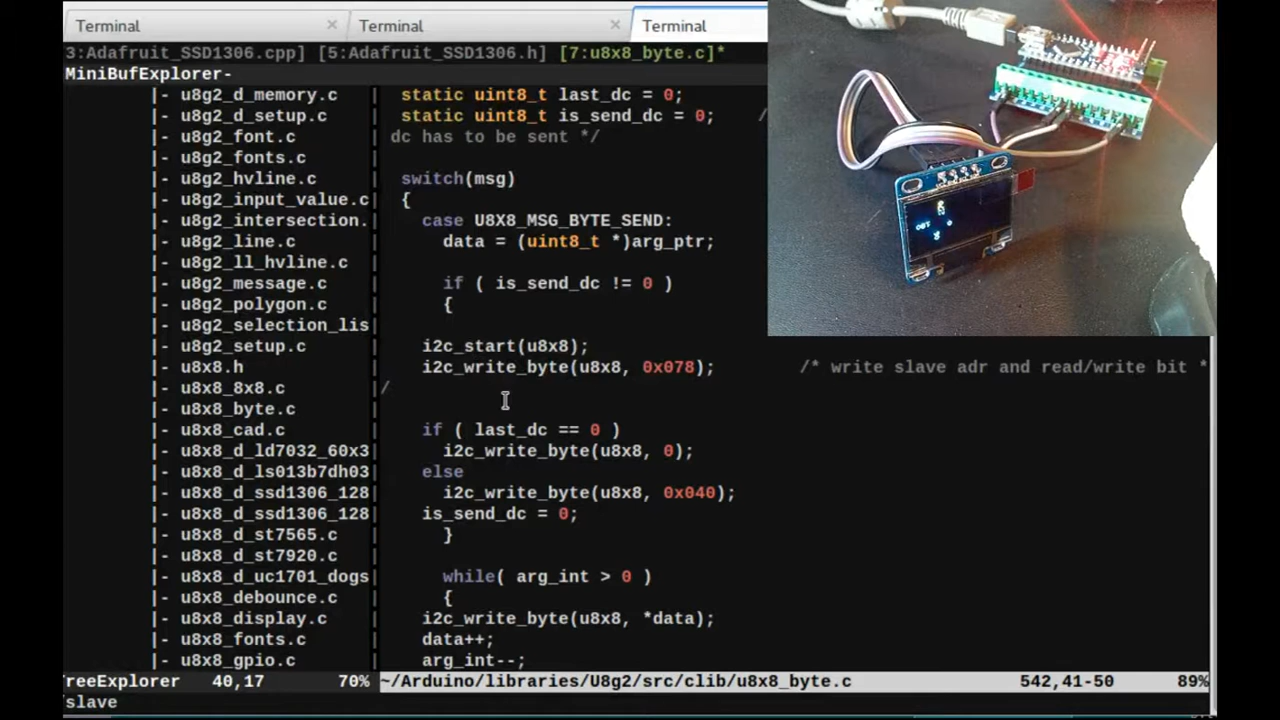 Terminal × Terminal × Terminal
3:Adafruit_SSD1306.cpp] [5:Adafruit_SSD1306.h] [7:u8x8_byte.c]*
MiniBufExplorer-
|- u8g2_d_memory.c
|- u8g2_d_setup.c
|- u8g2_font.c
|- u8g2_fonts.c
|- u8g2_hvline.c
|- u8g2_input_value.c
|- u8g2_intersection.
|- u8g2_line.c
|- u8g2_ll_hvline.c
|- u8g2_message.c
|- u8g2_polygon.c
|- u8g2_selection_lis
|- u8g2_setup.c
|- u8x8.h
|- u8x8_8x8.c
|- u8x8_byte.c
|- u8x8_cad.c
|- u8x8_d_ld7032_60x3
|- u8x8_d_ls013b7dh03
|- u8x8_d_ssd1306_128
|- u8x8_d_ssd1306_128
|- u8x8_d_st7565.c
|- u8x8_d_st7920.c
|- u8x8_d_uc1701_dogs
|- u8x8_debounce.c
|- u8x8_display.c
|- u8x8_fonts.c
|- u8x8_gpio.c
static uint8_t last_dc = 0;
static uint8_t is_send_dc = 0; /
dc has to be sent */
switch(msg)
{
case U8X8_MSG_BYTE_SEND:
data = (uint8_t *)arg_ptr;
if ( is_send_dc != 0 )
{
i2c_start(u8x8);
i2c_write_byte(u8x8, 0x078); /* write slave adr and read/write bit *
/
if ( last_dc == 0 )
i2c_write_byte(u8x8, 0);
else
i2c_write_byte(u8x8, 0x040);
is_send_dc = 0;
}
while( arg_int > 0 )
{
i2c_write_byte(u8x8, *data);
data++;
arg_int--;
reeExplorer 40,17 70% ~/Arduino/libraries/U8g2/src/clib/u8x8_byte.c 542,41-50 89%
/slave
180